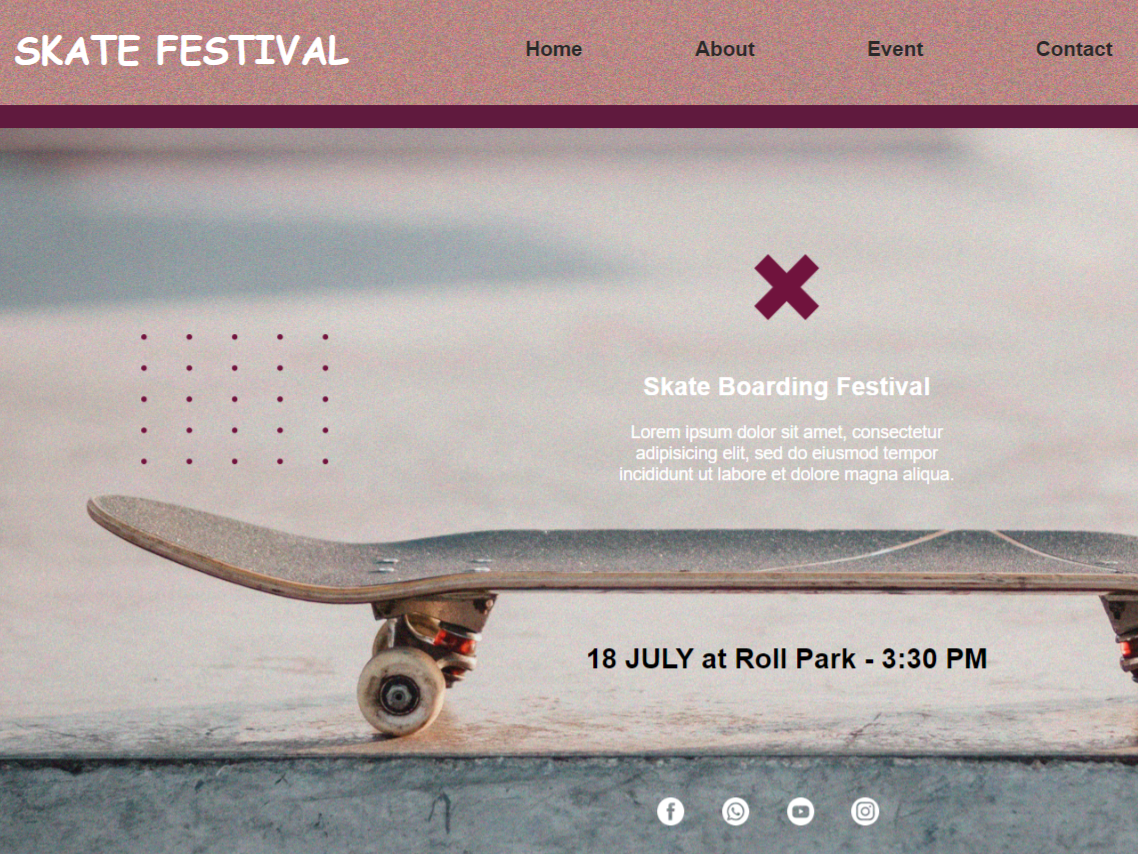 SKATE FESTIVAL
Home About Event Contact
Skate Boarding Festival
Lorem ipsum dolor sit amet, consectetur
adipisicing elit, sed do eiusmod tempor
incididunt ut labore et dolore magna aliqua.
18 JULY at Roll Park - 3:30 PM